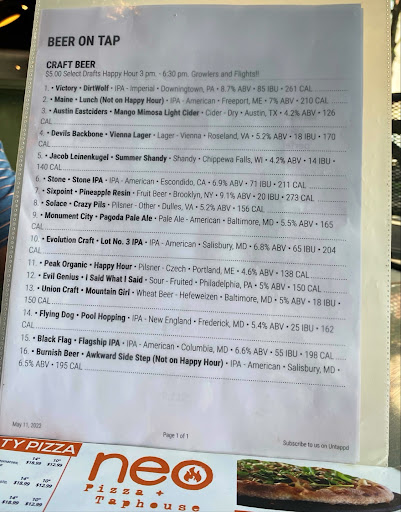 BEER ON TAP
CRAFT BEER
$5.00 Select Drafts Happy Hour 3 pm. - 6:30 pm. Growlers and Flights!!
1. • Victory • DirtWolf • IPA - Imperial • Downingtown, PA • 8.7% ABV • 85 IBU • 261 CAL
2. • Maine • Lunch (Not on Happy Hour) • IPA - American • Freeport, ME • 7% ABV • 210 CAL
3. • Austin Eastciders • Mango Mimosa Light Cider • Cider - Dry • Austin, TX • 4.2% ABV • 126
CAL
4. • Devils Backbone • Vienna Lager • Lager - Vienna • Roseland, VA • 5.2% ABV • 18 IBU • 170
CAL
5. • Jacob Leinenkugel • Summer Shandy • Shandy • Chippewa Falls, WI • 4.2% ABV • 14 IBU •
140 CAL
6. • Stone • Stone IPA • IPA - American • Escondido, CA • 6.9% ABV • 71 IBU • 211 CAL
7. • Sixpoint • Pineapple Resin • Fruit Beer • Brooklyn, NY • 9.1% ABV • 20 IBU • 273 CAL
8. • Solace • Crazy Pils • Pilsner - Other • Dulles, VA • 5.2% ABV • 156 CAL
9. • Monument City • Pagoda Pale Ale • Pale Ale - American • Baltimore, MD • 5.5% ABV • 165
CAL
10. • Evolution Craft • Lot No. 3 IPA • IPA - American • Salisbury, MD • 6.8% ABV • 65 IBU • 204
CAL
11. • Peak Organic • Happy Hour • Pilsner - Czech • Portland, ME • 4.6% ABV • 138 CAL
12. • Evil Genius • I Said What I Said • Sour - Fruited • Philadelphia, PA • 5% ABV • 150 CAL
13. • Union Craft • Mountain Girl • Wheat Beer - Hefeweizen • Baltimore, MD • 5% ABV • 18 IBU •
150 CAL
14. • Flying Dog • Pool Hopping • IPA - New England • Frederick, MD • 5.4% ABV • 25 IBU • 162
CAL
15. • Black Flag • Flagship IPA • IPA - American • Columbia, MD • 6.6% ABV • 55 IBU • 198 CAL
16. • Burnish Beer • Awkward Side Step (Not on Happy Hour) • IPA - American • Salisbury, MD •
6.5% ABV • 195 CAL
May 11, 2022
Page 1 of 1
Subscribe to us on Untappd
TY PIZZA
14" 10"
$18.99 $12.99
14" 10"
$18.99 $12.99
neo
Pizza +
Taphouse